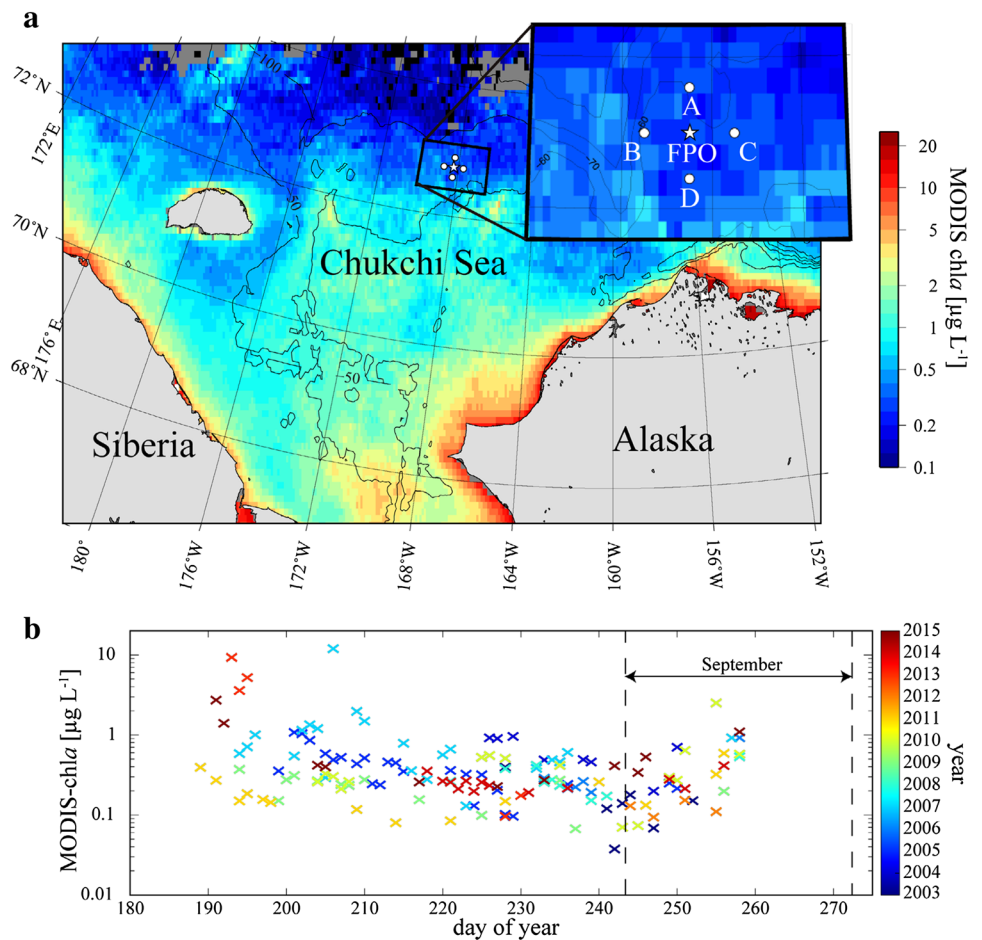 a
72˚N
172˚E
70˚N
176˚E
68˚N
-100
-50
Chukchi Sea
-50
Siberia
Alaska
A
B FPO C
D
-60
-70
-60
180˚
176˚W
172˚W
168˚W
164˚W
160˚W
156˚W
152˚W
20
10
5
2
1
0.5
0.2
0.1
MODIS chla [µg L-1]
b
MODIS-chla [µg L-1]
10
1
0.1
0.01
September
180 190 200 210 220 230 240 250 260 270
day of year
2015
2014
2013
2012
2011
2010
2009
2008
2007
2006
2005
2004
2003
year